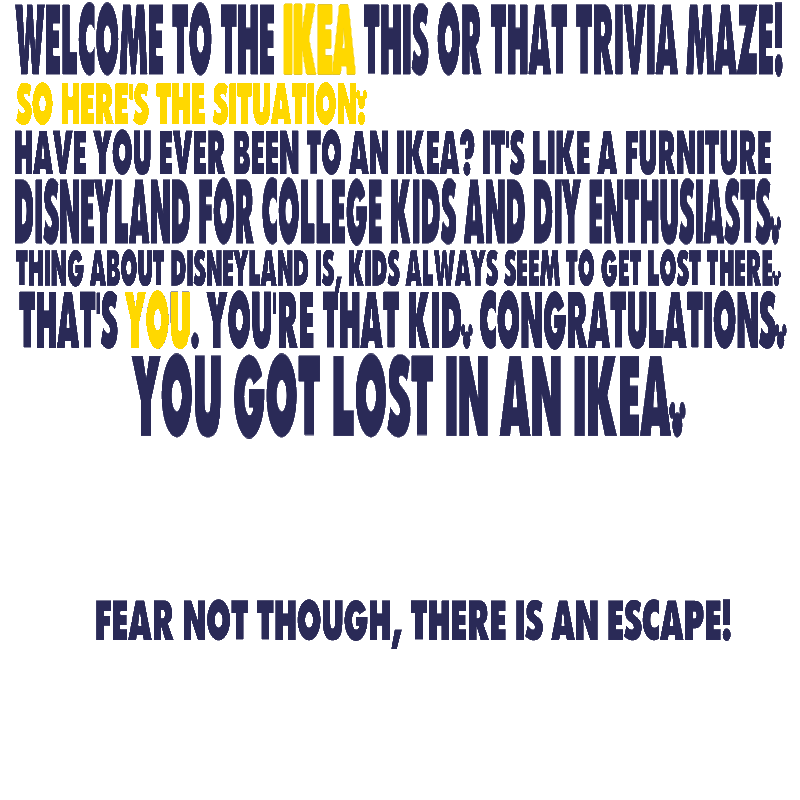 WELCOME TO THE IKEA THIS OR THAT TRIVIA MAZE!
SO HERE'S THE SITUATION:
HAVE YOU EVER BEEN TO AN IKEA? IT'S LIKE A FURNITURE
DISNEYLAND FOR COLLEGE KIDS AND DIY ENTHUSIASTS.
THING ABOUT DISNEYLAND IS, KIDS ALWAYS SEEM TO GET LOST THERE.
THAT'S YOU. YOU'RE THAT KID. CONGRATULATIONS.
YOU GOT LOST IN AN IKEA.
FEAR NOT THOUGH, THERE IS AN ESCAPE!